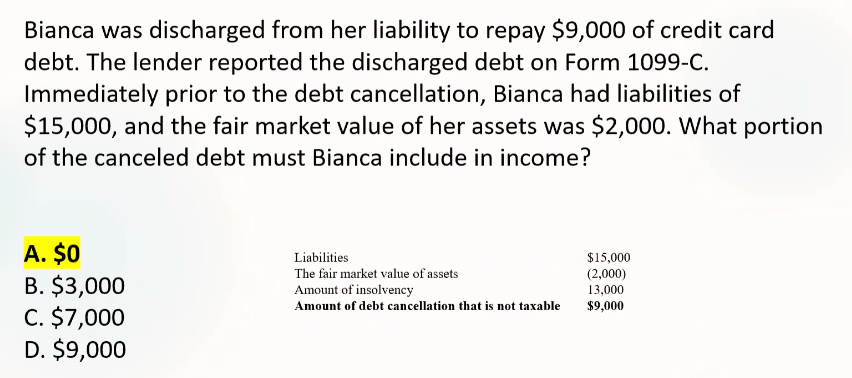 Bianca was discharged from her liability to repay $9,000 of credit card
debt. The lender reported the discharged debt on Form 1099-C.
Immediately prior to the debt cancellation, Bianca had liabilities of
$15,000, and the fair market value of her assets was $2,000. What portion
of the canceled debt must Bianca include in income?
A. $0
B. $3,000
C. $7,000
D. $9,000
Liabilities $15,000
The fair market value of assets (2,000)
Amount of insolvency 13,000
Amount of debt cancellation that is not taxable $9,000